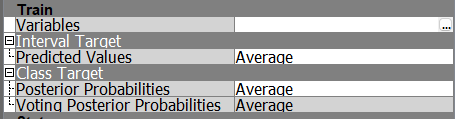 Train
Variables ...
Interval Target
Predicted Values Average
Class Target
Posterior Probabilities Average
Voting Posterior Probabilities Average